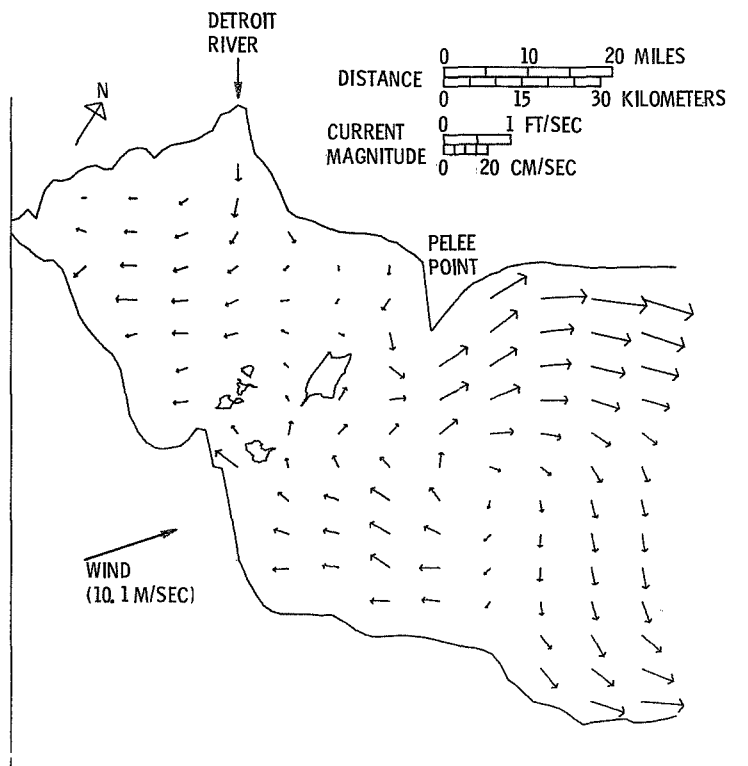 DETROIT
RIVER
N
0 10 20 MILES
DISTANCE
0 15 30 KILOMETERS
0 1 FT/SEC
CURRENT
MAGNITUDE
0 20 CM/SEC
PELEE
POINT
WIND
(10.1 M/SEC)